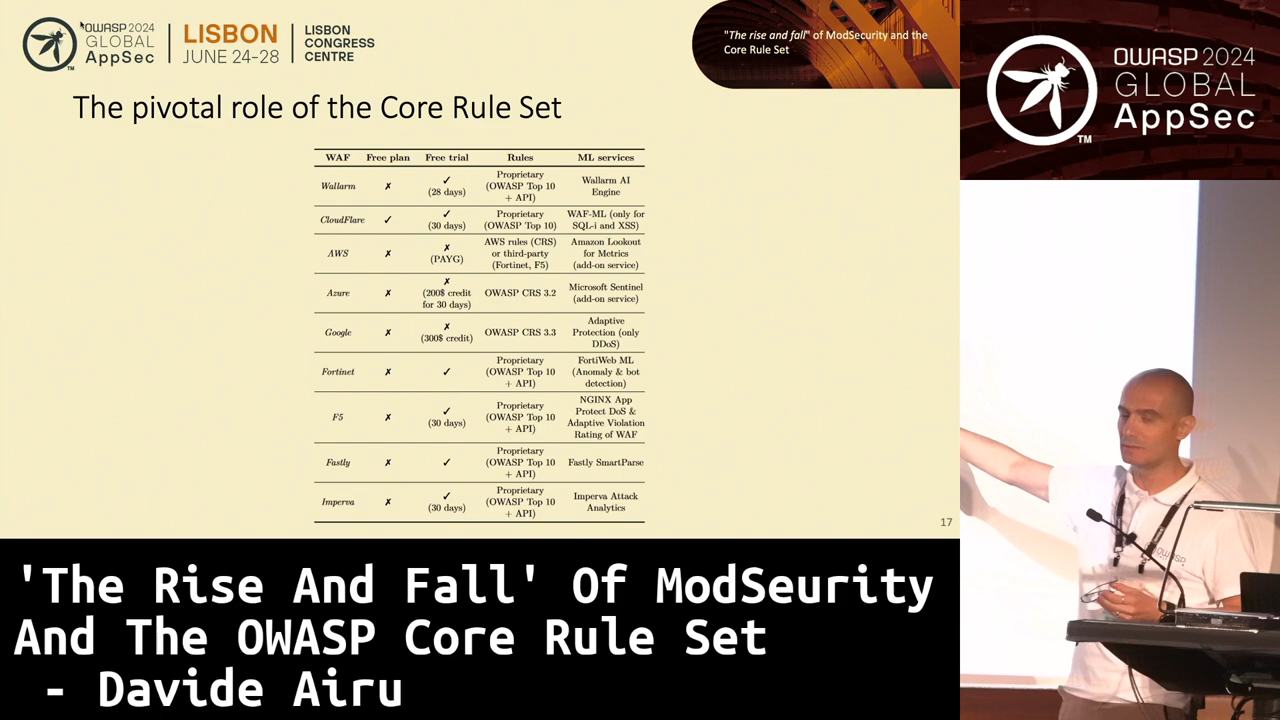 OWASP 2024
GLOBAL
AppSec
TM
LISBON
JUNE 24-28
LISBON
CONGRESS
CENTRE
"The rise and fall" of ModSecurity and the
Core Rule Set
The pivotal role of the Core Rule Set
WAF Free plan Free trial Rules ML services
Wallarm ✗ ✓ (28 days) Proprietary (OWASP Top 10 + API) Wallarm AI Engine
CloudFlare ✓ ✓ (30 days) Proprietary (OWASP Top 10) WAF-ML (only for SQL-i and XSS)
AWS ✗ ✗ (PAYG) AWS rules (CRS) or third-party (Fortinet, F5) Amazon Lookout for Metrics (add-on service)
Azure ✗ ✗ (200$ credit for 30 days) OWASP CRS 3.2 Microsoft Sentinel (add-on service)
Google ✗ ✗ (300$ credit) OWASP CRS 3.3 Adaptive Protection (only DDoS)
Fortinet ✗ ✓ Proprietary (OWASP Top 10 + API) FortiWeb ML (Anomaly & bot detection)
F5 ✗ ✓ (30 days) Proprietary (OWASP Top 10 + API) NGINX App Protect DoS & Adaptive Violation Rating of WAF
Fastly ✗ ✓ Proprietary (OWASP Top 10 + API) Fastly SmartParse
Imperva ✗ ✓ (30 days) Proprietary (OWASP Top 10 + API) Imperva Attack Analytics
17
OWASP 2024
GLOBAL
AppSec
TM
OWASP
'The Rise And Fall' Of ModSeurity
And The OWASP Core Rule Set
- Davide Airu